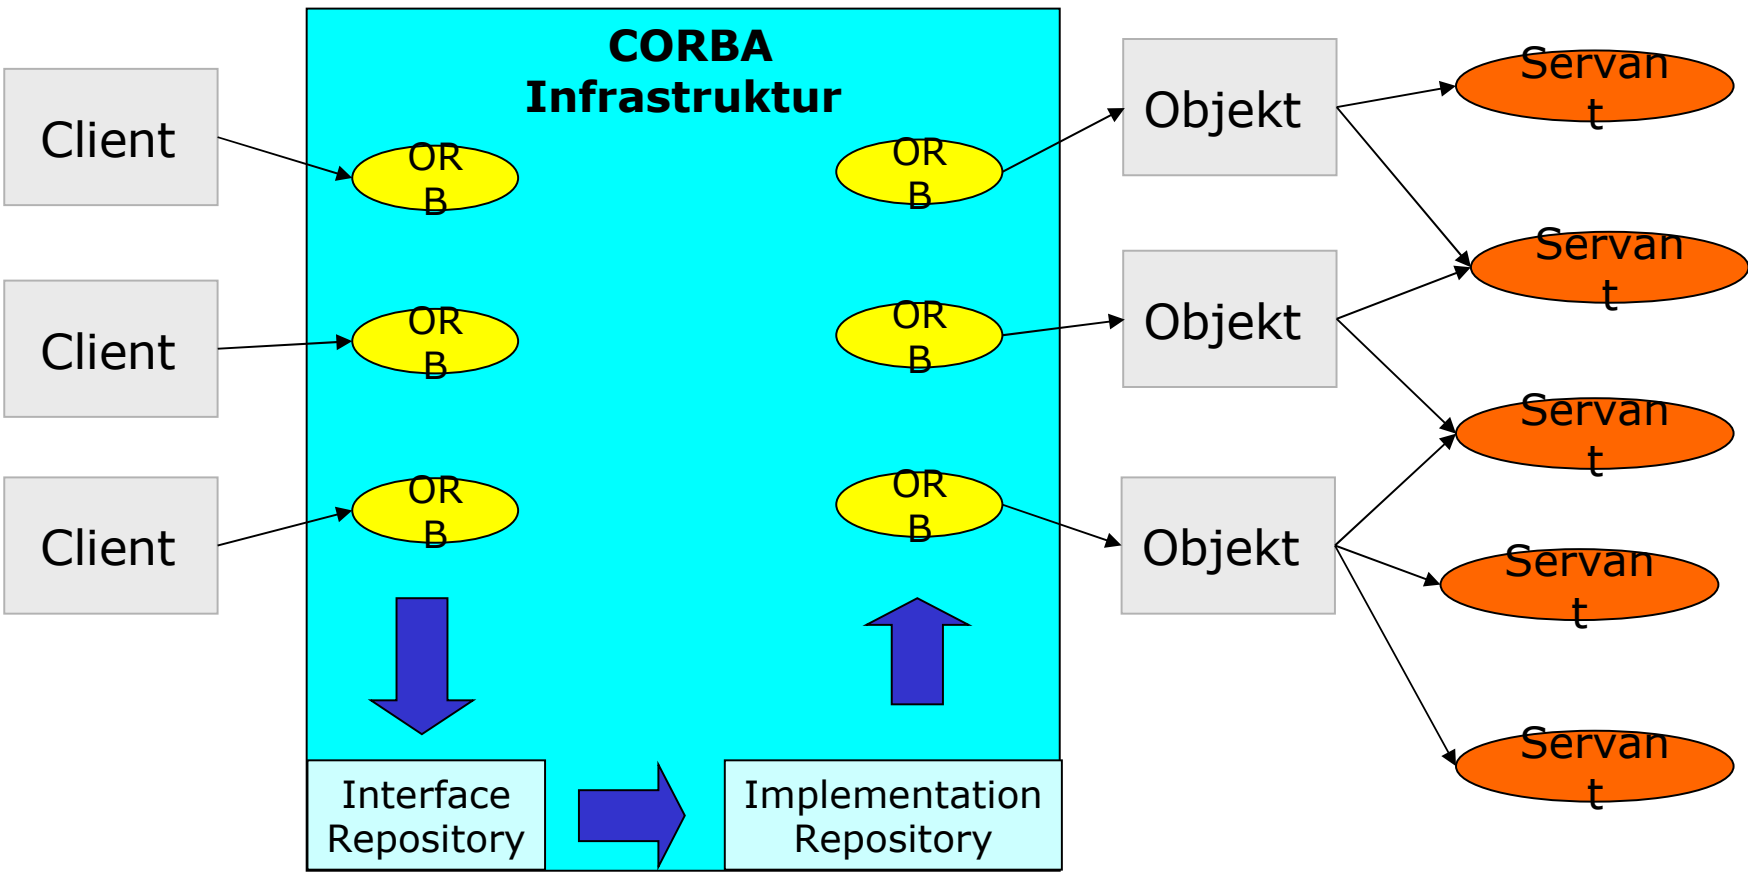 CORBA
Infrastruktur
Client
Client
Client
OR
B
OR
B
OR
B
OR
B
OR
B
OR
B
Objekt
Objekt
Objekt
Servan
t
Servan
t
Servan
t
Servan
t
Servan
t
Interface
Repository
Implementation
Repository